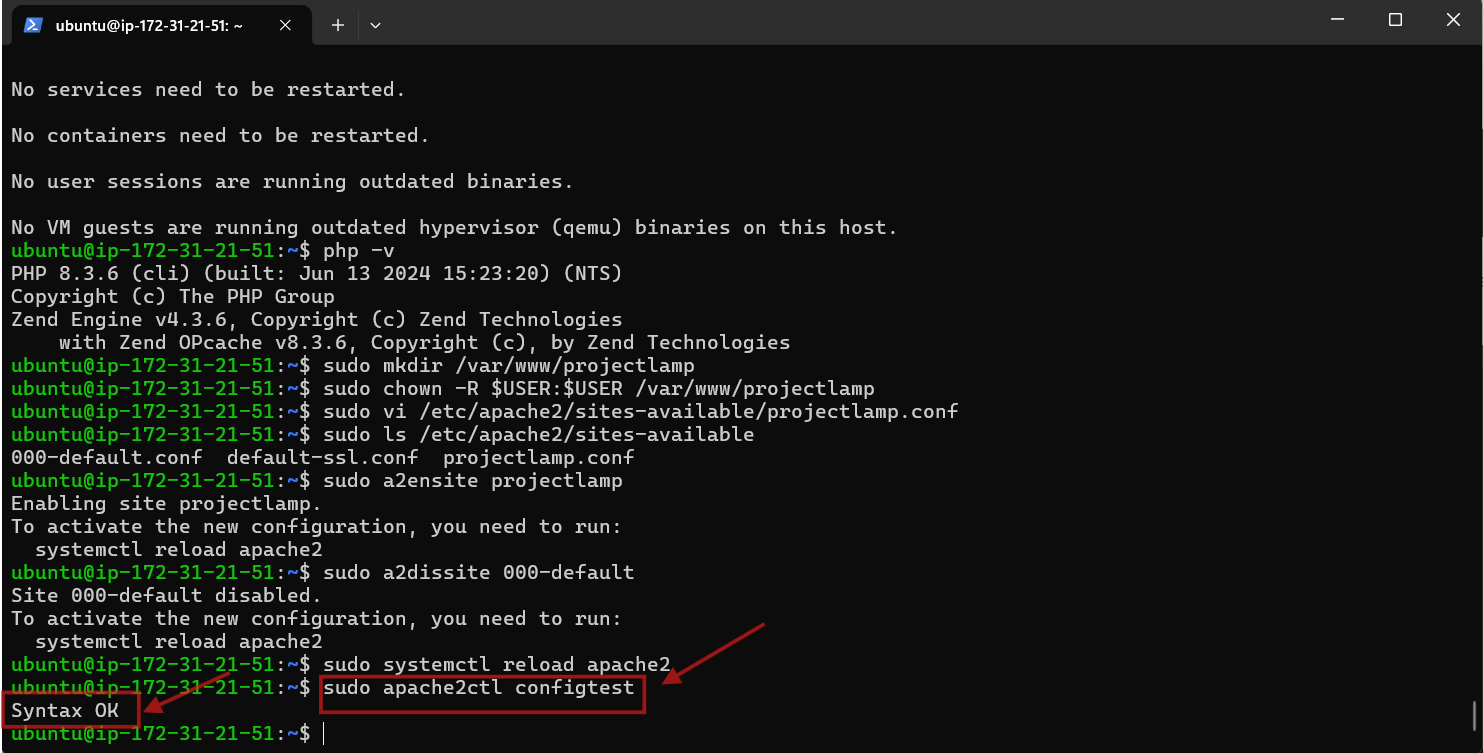 ubuntu@ip-172-31-21-51: ~
No services need to be restarted.
No containers need to be restarted.
No user sessions are running outdated binaries.
No VM guests are running outdated hypervisor (qemu) binaries on this host.
ubuntu@ip-172-31-21-51:~$ php -v
PHP 8.3.6 (cli) (built: Jun 13 2024 15:23:20) (NTS)
Copyright (c) The PHP Group
Zend Engine v4.3.6, Copyright (c) Zend Technologies
    with Zend OPcache v8.3.6, Copyright (c), by Zend Technologies
ubuntu@ip-172-31-21-51:~$ sudo mkdir /var/www/projectlamp
ubuntu@ip-172-31-21-51:~$ sudo chown -R $USER:$USER /var/www/projectlamp
ubuntu@ip-172-31-21-51:~$ sudo vi /etc/apache2/sites-available/projectlamp.conf
ubuntu@ip-172-31-21-51:~$ sudo ls /etc/apache2/sites-available
000-default.conf  default-ssl.conf  projectlamp.conf
ubuntu@ip-172-31-21-51:~$ sudo a2ensite projectlamp
Enabling site projectlamp.
To activate the new configuration, you need to run:
  systemctl reload apache2
ubuntu@ip-172-31-21-51:~$ sudo a2dissite 000-default
Site 000-default disabled.
To activate the new configuration, you need to run:
  systemctl reload apache2
ubuntu@ip-172-31-21-51:~$ sudo systemctl reload apache2
ubuntu@ip-172-31-21-51:~$ sudo apache2ctl configtest
Syntax OK
ubuntu@ip-172-31-21-51:~$